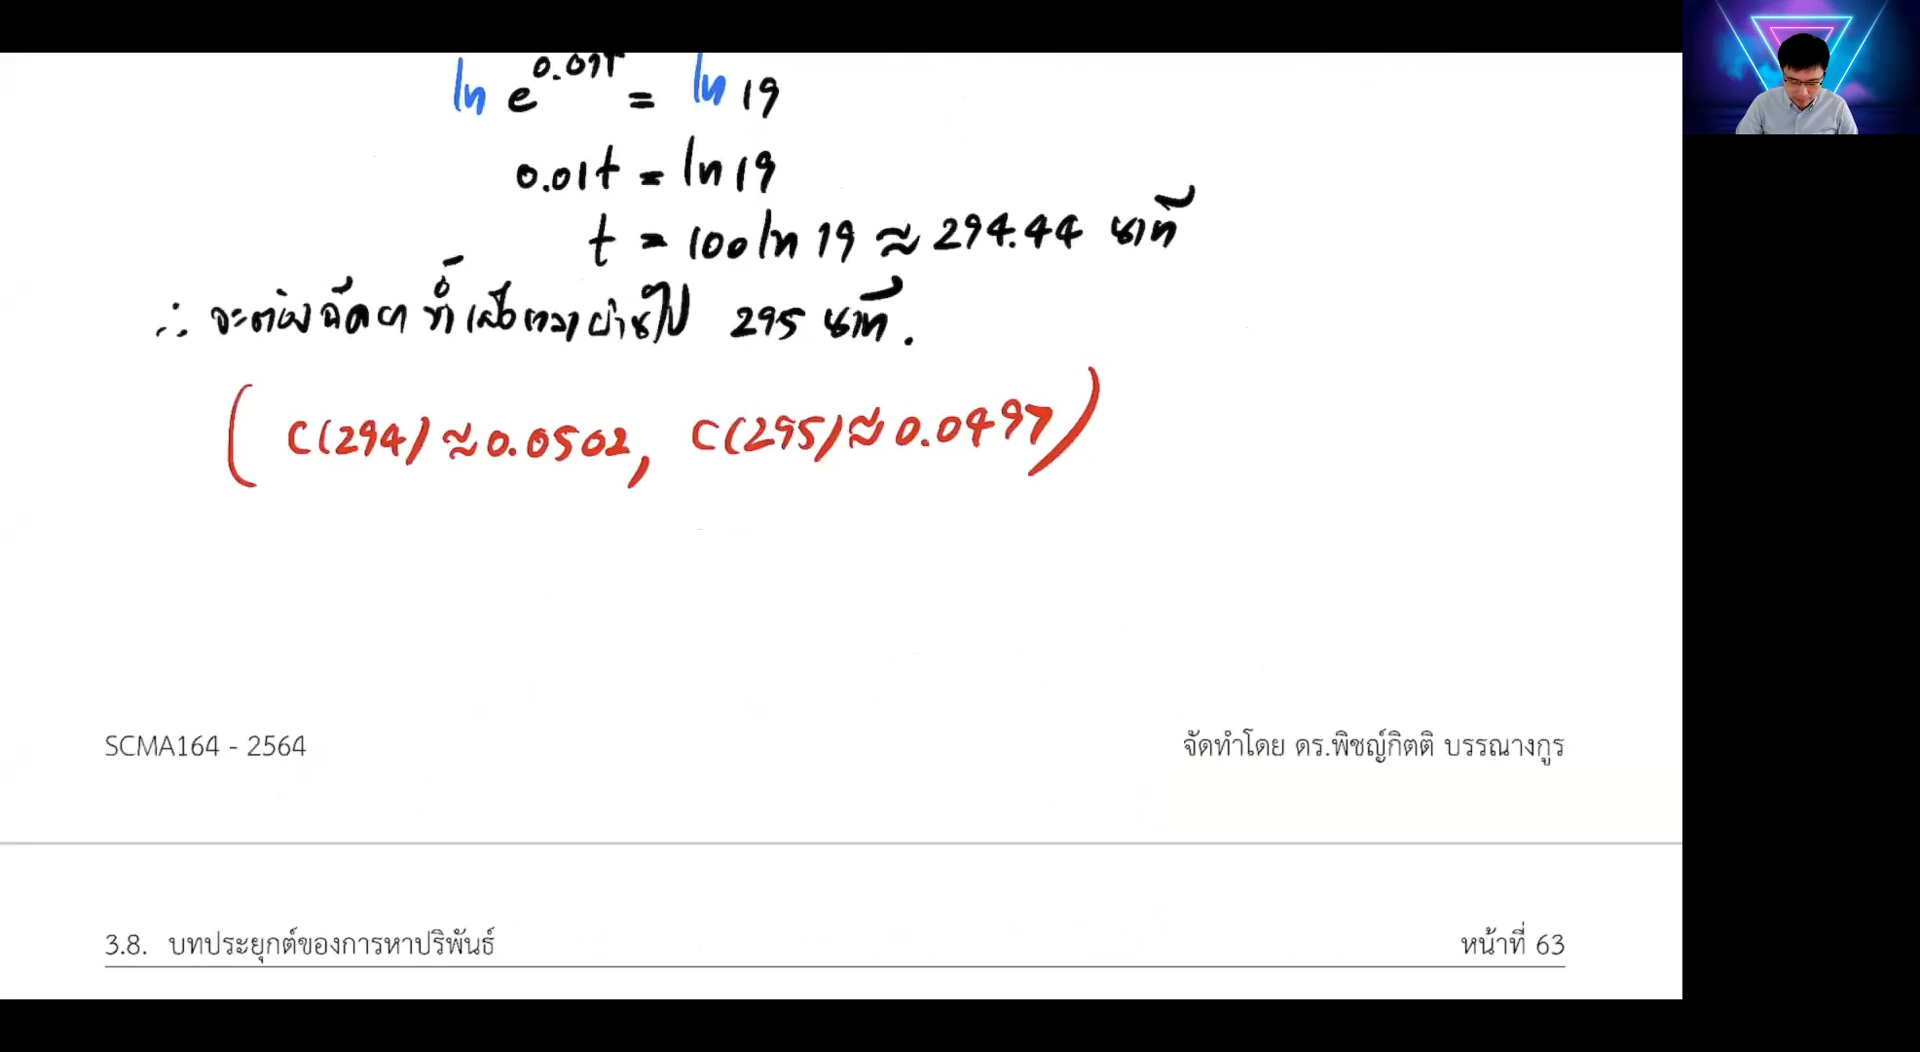 ln e^0.01t = ln 19
0.01t = ln 19
t = 100 ln 19 ≈ 294.44 นาที
∴ จะต้องฉีดยาซ้ำเมื่อเวลาผ่านไป 295 นาที.
( C(294) ≈ 0.0502, C(295) ≈ 0.0497 )
SCMA164 - 2564 จัดทำโดย ดร.พิชญ์กิตติ บรรณางกูร
3.8. บทประยุกต์ของการหาปริพันธ์ หน้าที่ 63